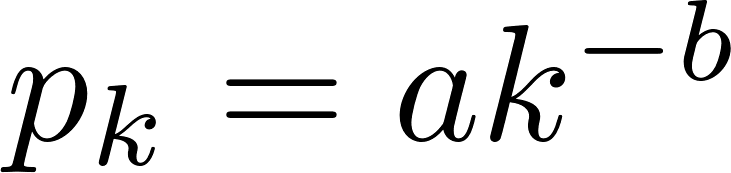 p_k = ak^{-b}